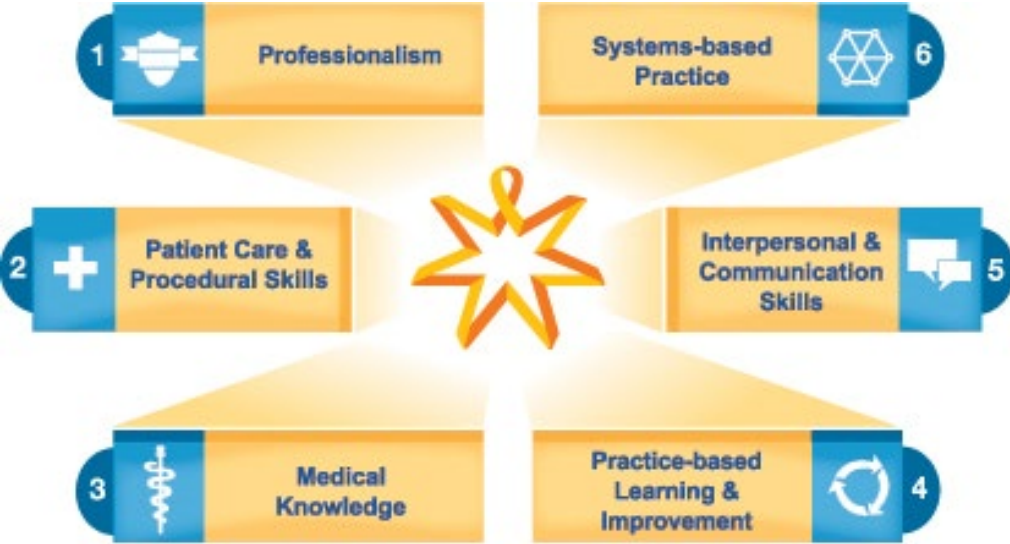 1
Professionalism
Systems-based
Practice
6
2
Patient Care &
Procedural Skills
Interpersonal &
Communication
Skills
5
3
Medical
Knowledge
Practice-based
Learning &
Improvement
4